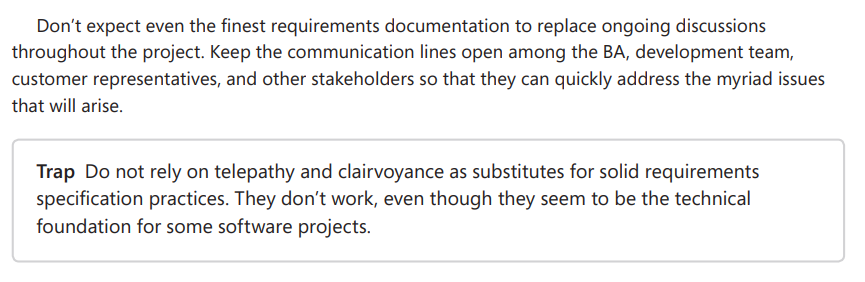 Don’t expect even the finest requirements documentation to replace ongoing discussions
throughout the project. Keep the communication lines open among the BA, development team,
customer representatives, and other stakeholders so that they can quickly address the myriad issues
that will arise.
Trap Do not rely on telepathy and clairvoyance as substitutes for solid requirements
specification practices. They don’t work, even though they seem to be the technical
foundation for some software projects.